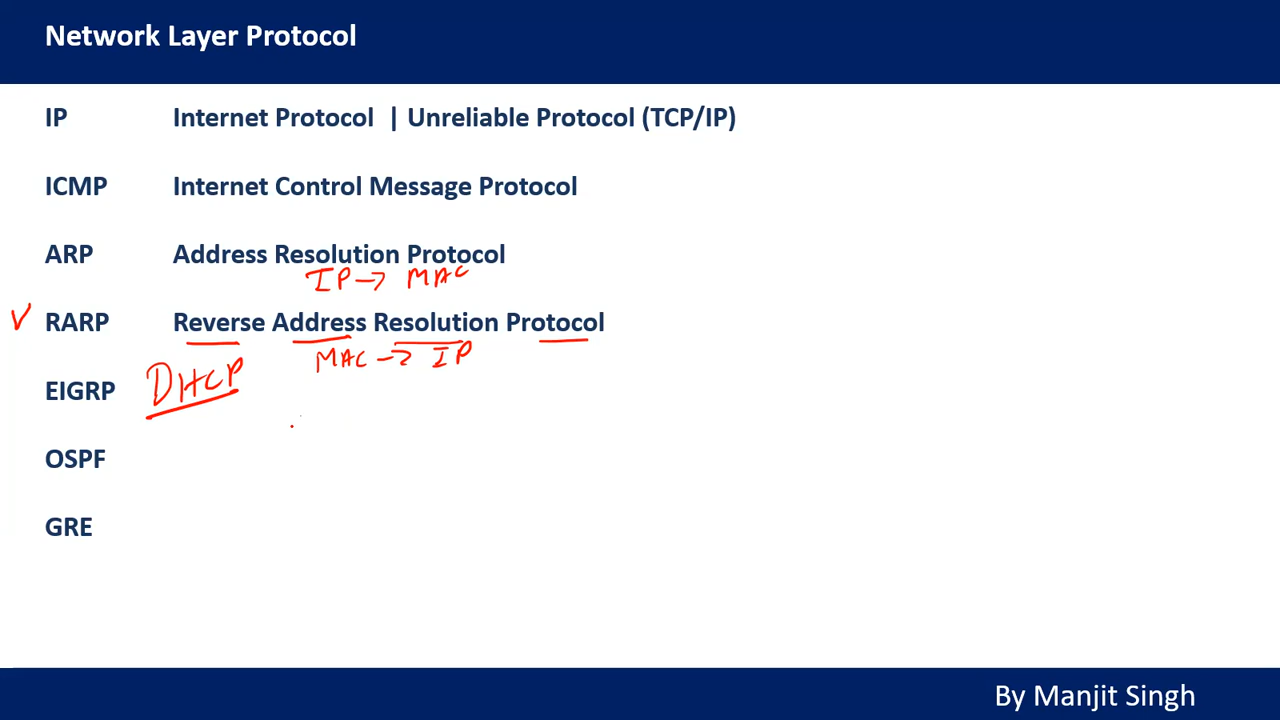 Network Layer Protocol
IP Internet Protocol | Unreliable Protocol (TCP/IP)
ICMP Internet Control Message Protocol
ARP Address Resolution Protocol
IP → MAC
RARP Reverse Address Resolution Protocol
MAC → IP
EIGRP DHCP
OSPF
GRE
By Manjit Singh